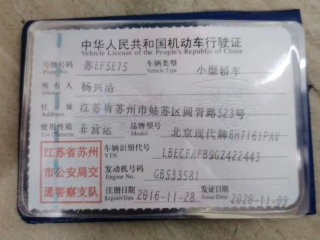 中华人民共和国机动车行驶证
Vehicle License of the People's Republic of China
号牌号码 苏EF5E75 车辆类型 小型轿车
Plate No. Vehicle Type
所有人 杨兴洁
Owner
住址 江苏省苏州市姑苏区阊胥路523号
使用性质 非营运 品牌型号 北京现代牌BH7161PAV
江苏省苏州
市公安局交
通警察支队
车辆识别代号 LBECFAFB9GZ422443
VIN
发动机号码 GB533581
Engine No.
注册日期 2016-11-28 发证日期 2020-11-09
Register Date Issue Date